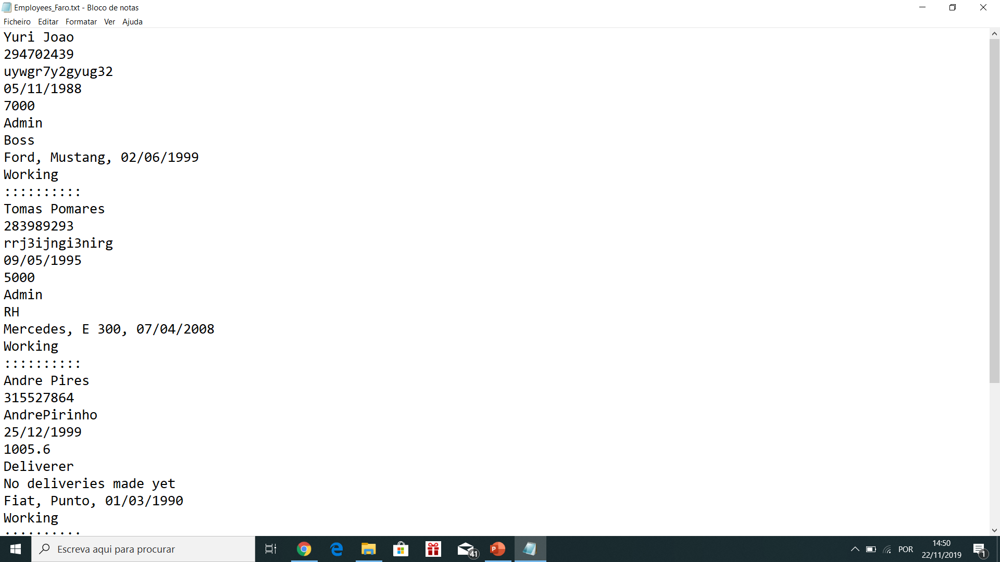 Employees_Faro.txt - Bloco de notas
Ficheiro Editar Formatar Ver Ajuda
Yuri Joao
294702439
uywgr7y2gyug32
05/11/1988
7000
Admin
Boss
Ford, Mustang, 02/06/1999
Working
::::::::::
Tomas Pomares
283989293
rrj3ijngi3nirg
09/05/1995
5000
Admin
RH
Mercedes, E 300, 07/04/2008
Working
::::::::::
Andre Pires
315527864
AndrePirinho
25/12/1999
1005.6
Deliverer
No deliveries made yet
Fiat, Punto, 01/03/1990
Working
::::::::::
Escreva aqui para procurar
41
P
POR
14:50
22/11/2019
1